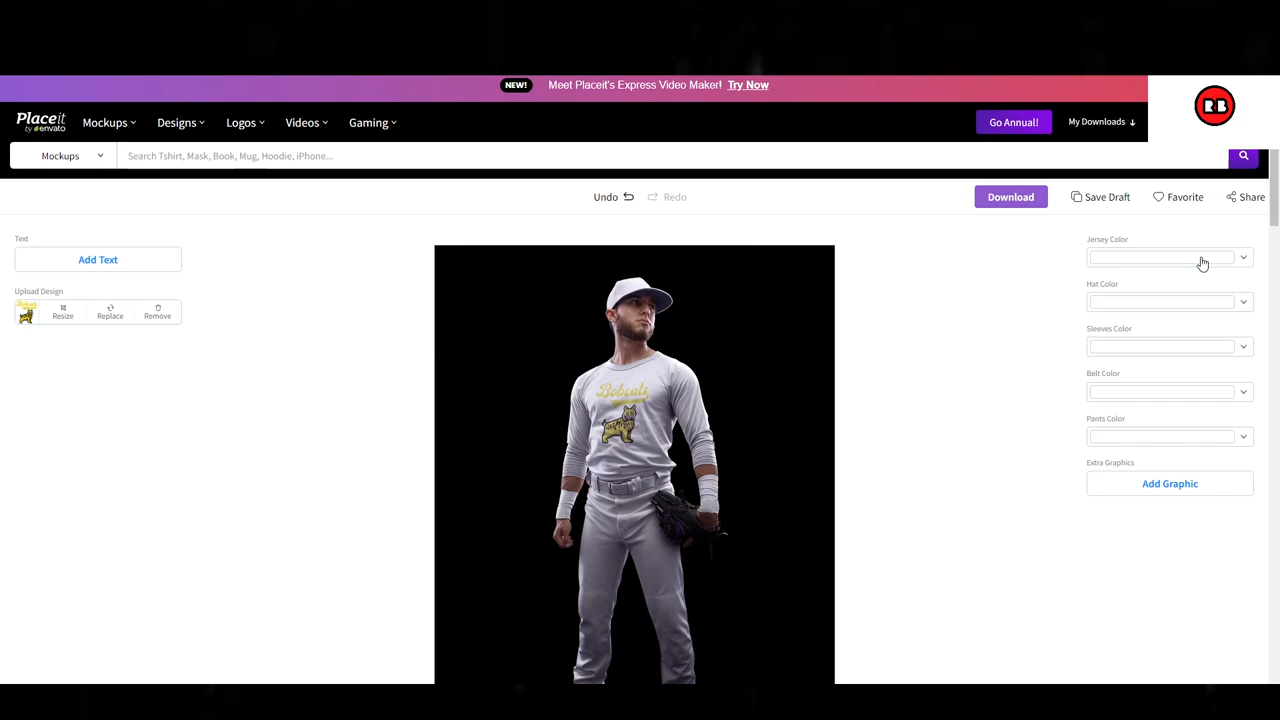 NEW! Meet Placeit's Express Video Maker! Try Now
Placeit
by envato
Mockups Designs Logos Videos Gaming Go Annual! My Downloads
RB
Mockups Search Tshirt, Mask, Book, Mug, Hoodie, iPhone...
Undo Redo Download Save Draft Favorite Share
Text
Add Text
Upload Design
Resize Replace Remove
Bobcats
Jersey Color
Hat Color
Sleeves Color
Belt Color
Pants Color
Extra Graphics
Add Graphic
Bobcats